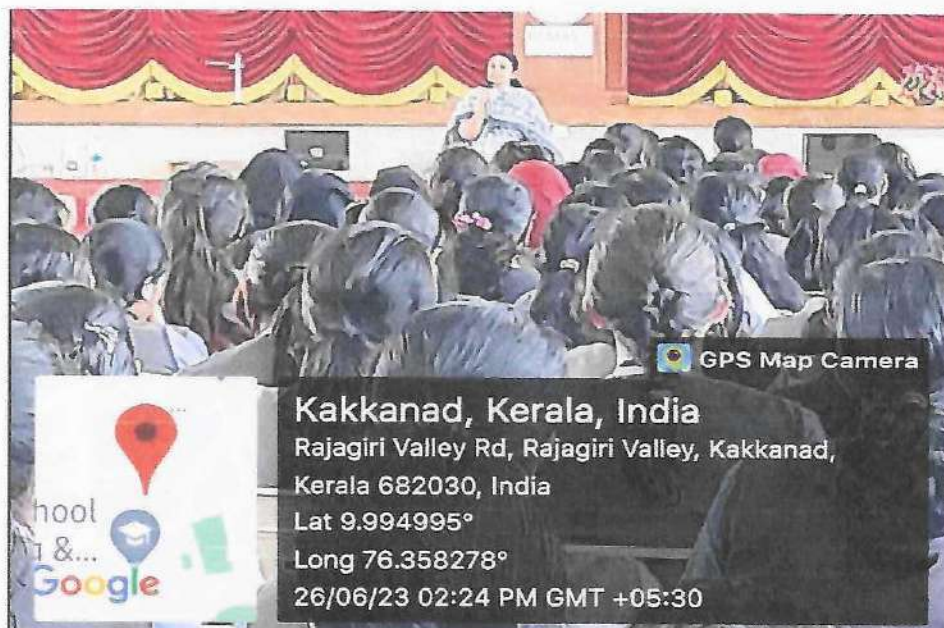 GPS Map Camera
Kakkanad, Kerala, India
Rajagiri Valley Rd, Rajagiri Valley, Kakkanad,
Kerala 682030, India
Lat 9.994995°
Long 76.358278°
26/06/23 02:24 PM GMT +05:30
hool
&...
Google